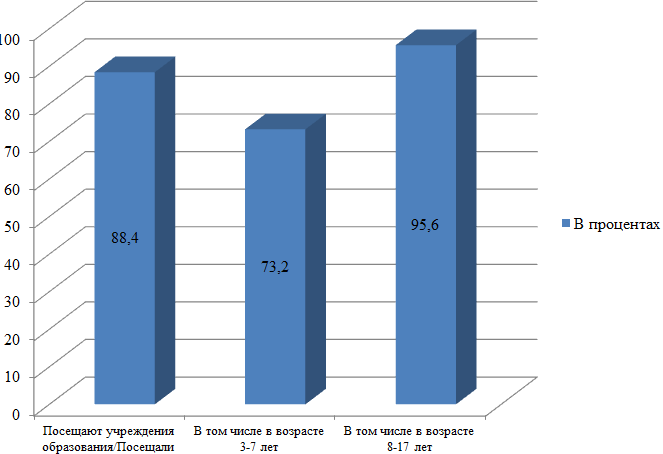 100
90
80
70
60
50
40
30
20
10
0
88,4
73,2
95,6
В процентах
Посещают учреждения
образования/Посещали
В том числе в возрасте
3-7 лет
В том числе в возрасте
8-17 лет